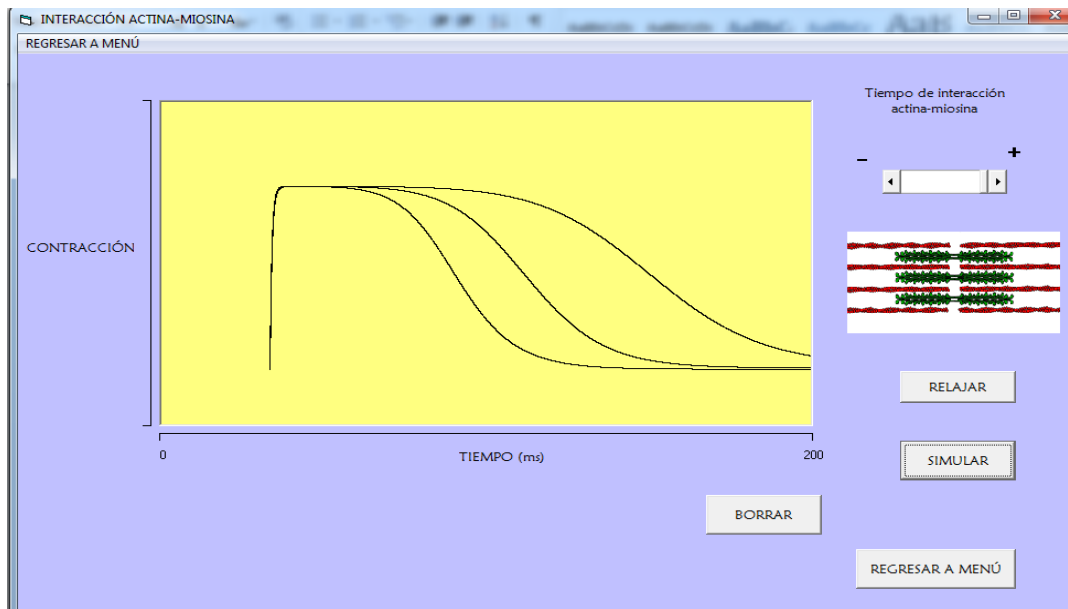 INTERACCIÓN ACTINA-MIOSINA
REGRESAR A MENÚ
Tiempo de interacción
actina-miosina
- +
CONTRACCIÓN
RELAJAR
0 TIEMPO (ms) 200
SIMULAR
BORRAR
REGRESAR A MENÚ